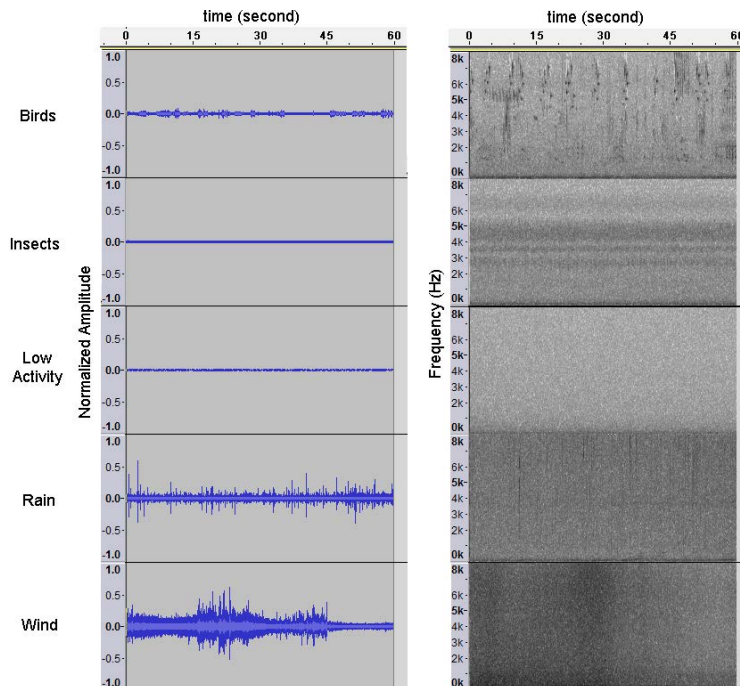 time (second)
time (second)
0 15 30 45 60
0 15 30 45 60
Birds
1.0
0.5
0.0
-0.5
-1.0
8k
6k
5k
4k
3k
2k
0k
Insects
1.0
0.5
0.0
-0.5
-1.0
8k
6k
5k
4k
3k
2k
0k
Normalized Amplitude
Frequency (Hz)
Low
Activity
1.0
0.5
0.0
-0.5
-1.0
8k
6k
5k
4k
3k
2k
0k
Rain
1.0
0.5
0.0
-0.5
-1.0
8k
6k
5k
4k
3k
2k
0k
Wind
1.0
0.5
0.0
-0.5
-1.0
8k
6k
5k
4k
3k
2k
0k